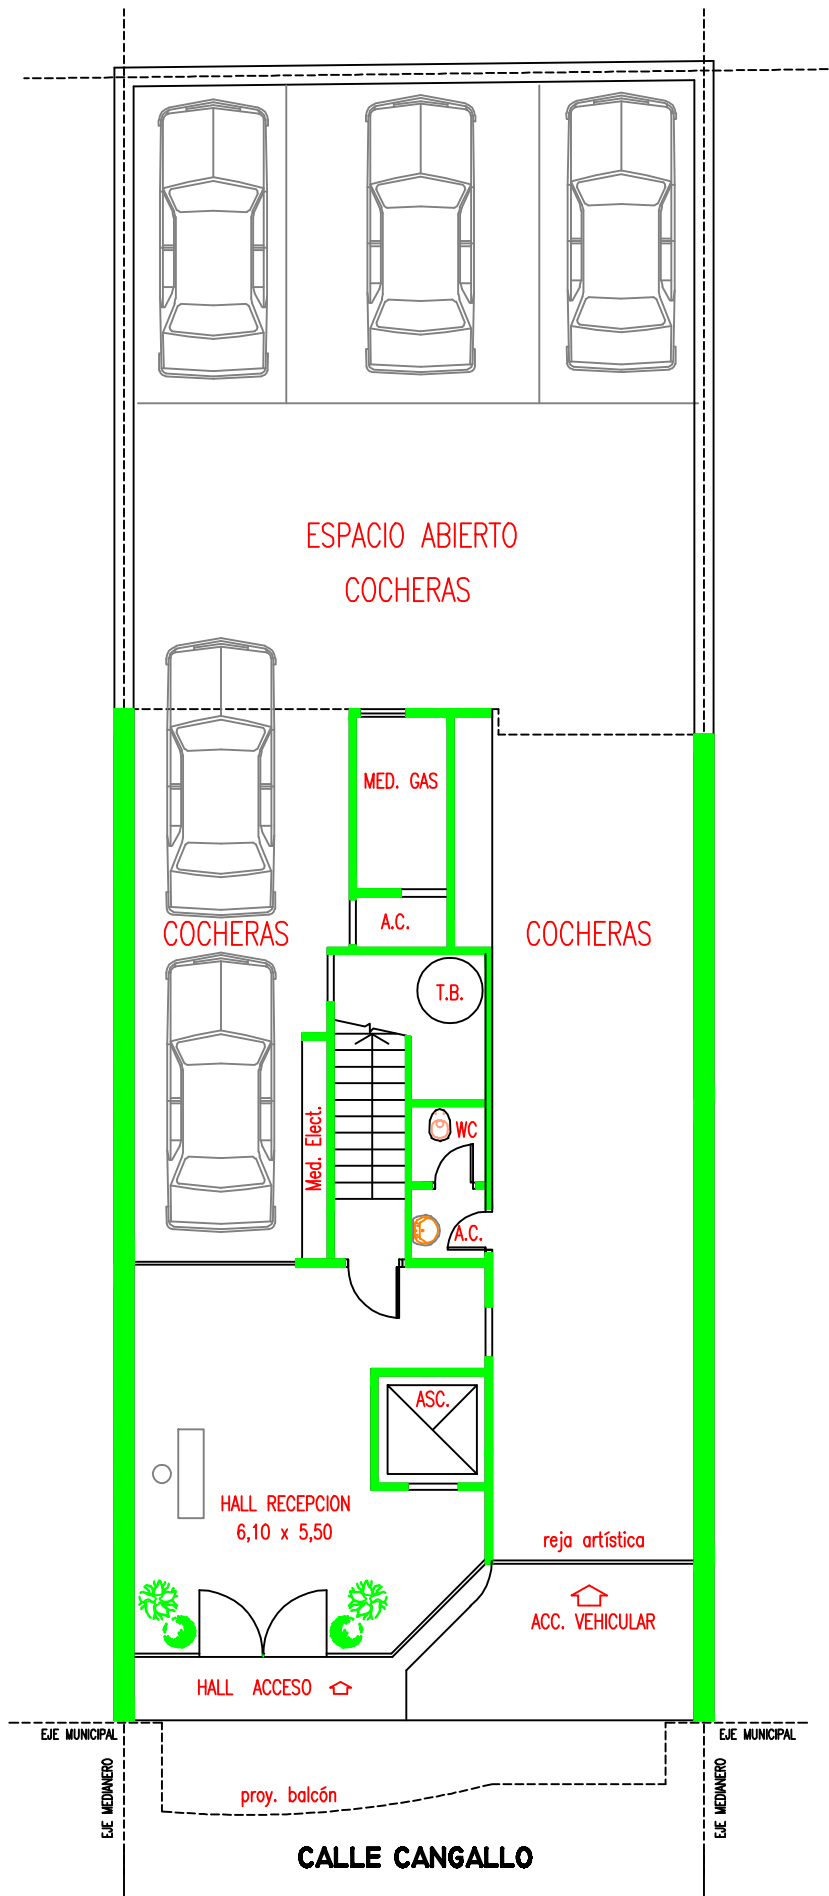 ESPACIO ABIERTO
COCHERAS
MED. GAS
A.C.
COCHERAS
COCHERAS
T.B.
Med. Elect.
WC
A.C.
ASC.
HALL RECEPCION
6,10 x 5,50
reja artística
ACC. VEHICULAR
HALL ACCESO
EJE MUNICIPAL
EJE MUNICIPAL
EJE MEDIANERO
EJE MEDIANERO
proy. balcón
CALLE CANGALLO